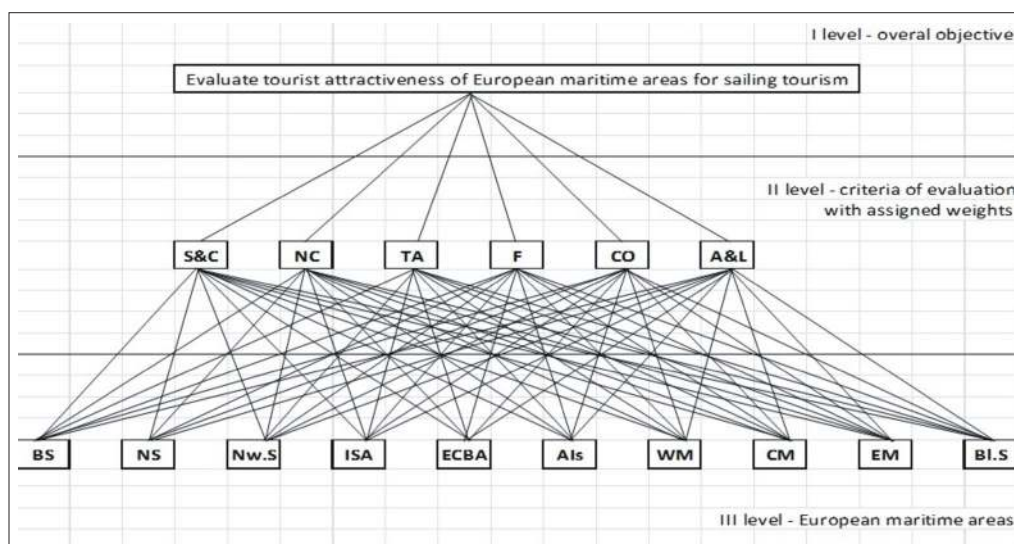 I level - overal objective
Evaluate tourist attractiveness of European maritime areas for sailing tourism
II level - criteria of evaluation
with assigned weights
S&C NC TA F CO A&L
BS NS Nw.S ISA ECBA AIs WM CM EM Bl.S
III level - European maritime areas